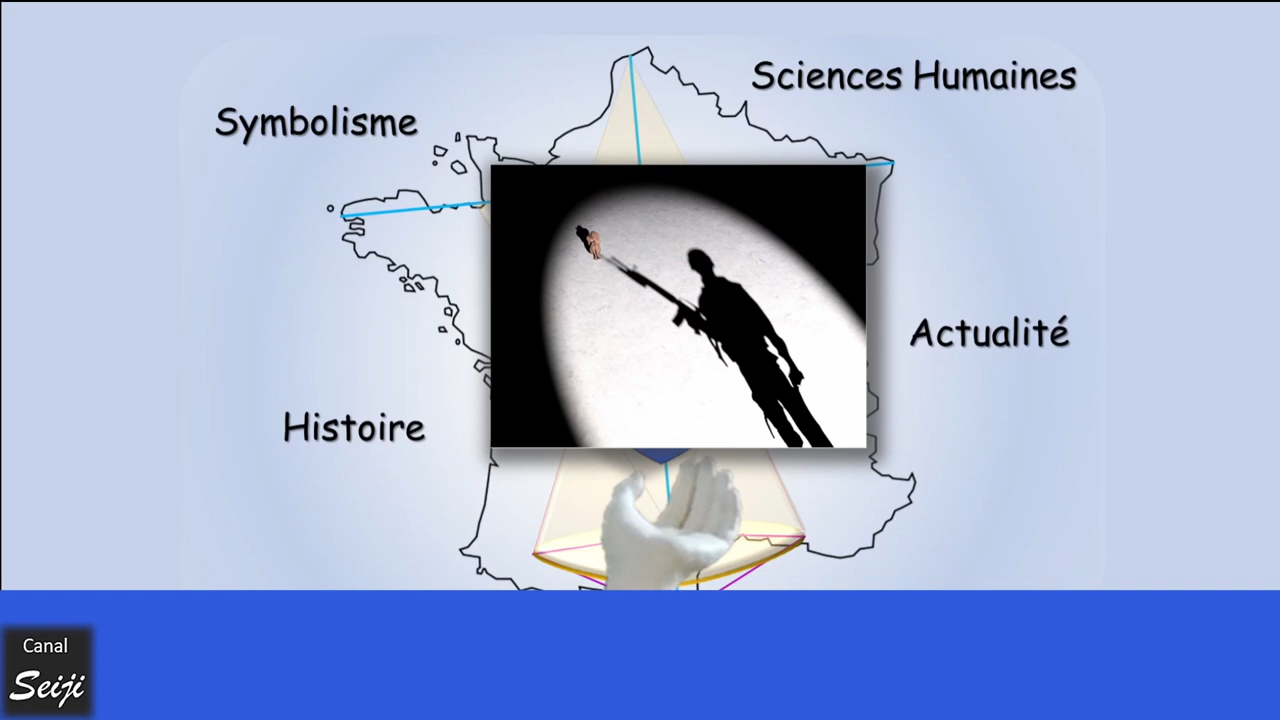 Sciences Humaines
Symbolisme
Actualité
Histoire
Canal
Seiji